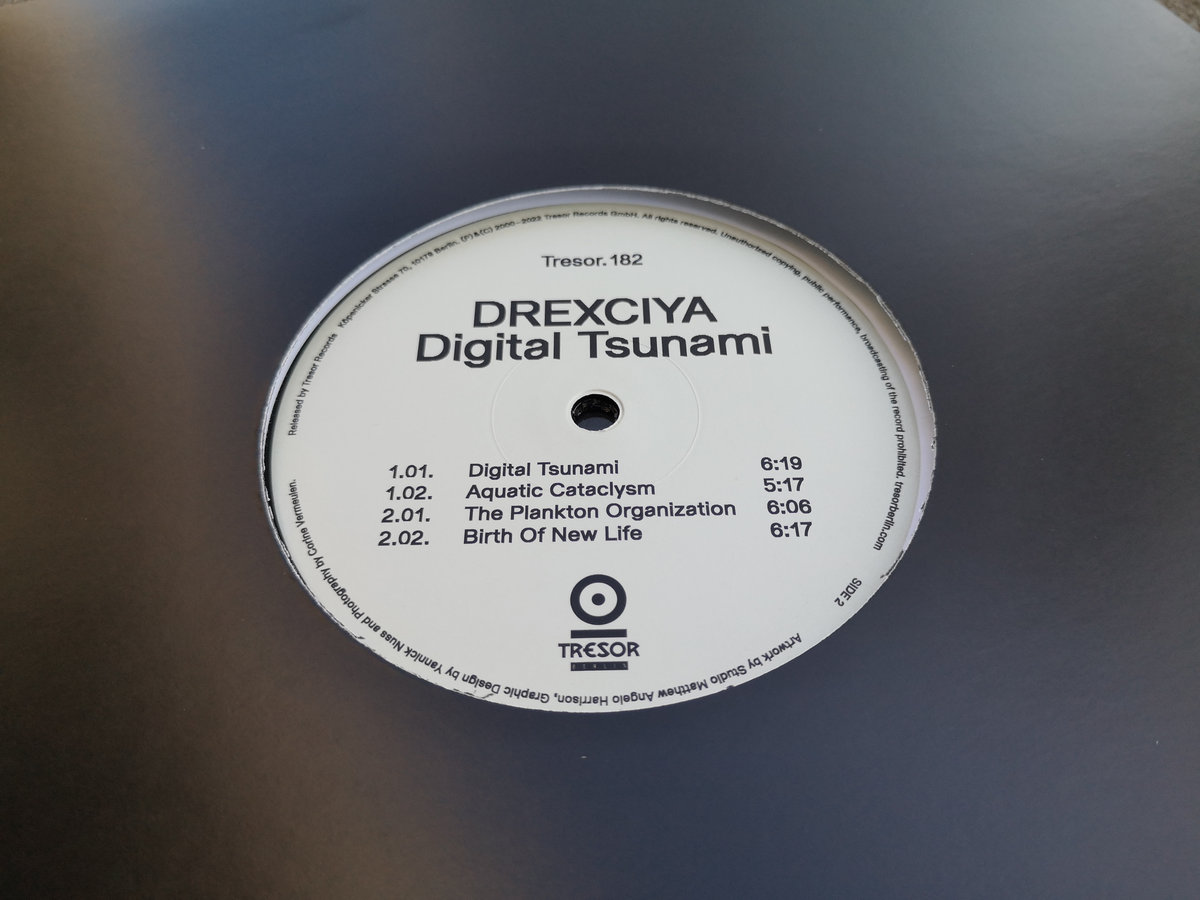 Released by Tresor Records Köpenicker Strasse 70, 10179 Berlin. (P)&(C) 2000 - 2022 Tresor Records GmbH. All rights reserved. Unauthorized copying, public performance, broadcasting of the record prohibited. tresorberlin.com
Tresor.182
DREXCIYA
Digital Tsunami
1.01. Digital Tsunami 6:19
1.02. Aquatic Cataclysm 5:17
2.01. The Plankton Organization 6:06
2.02. Birth Of New Life 6:17
TRESOR
BERLIN
SIDE 2
Artwork by Studio Matthew Angelo Harrison, Graphic Design by Yannick Nuss and Photography by Corine Vermeulen.